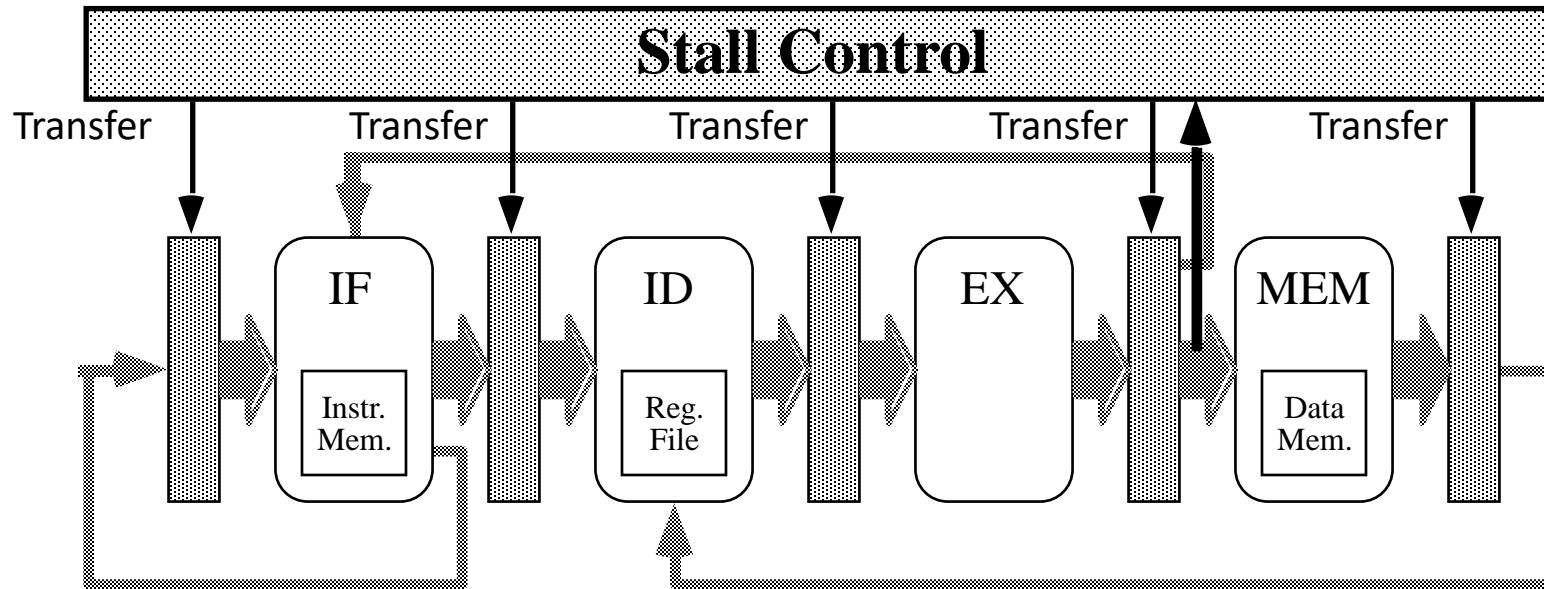 Stall Control
Transfer Transfer Transfer Transfer Transfer
IF ID EX MEM
Instr.
Mem.
Reg.
File
Data
Mem.